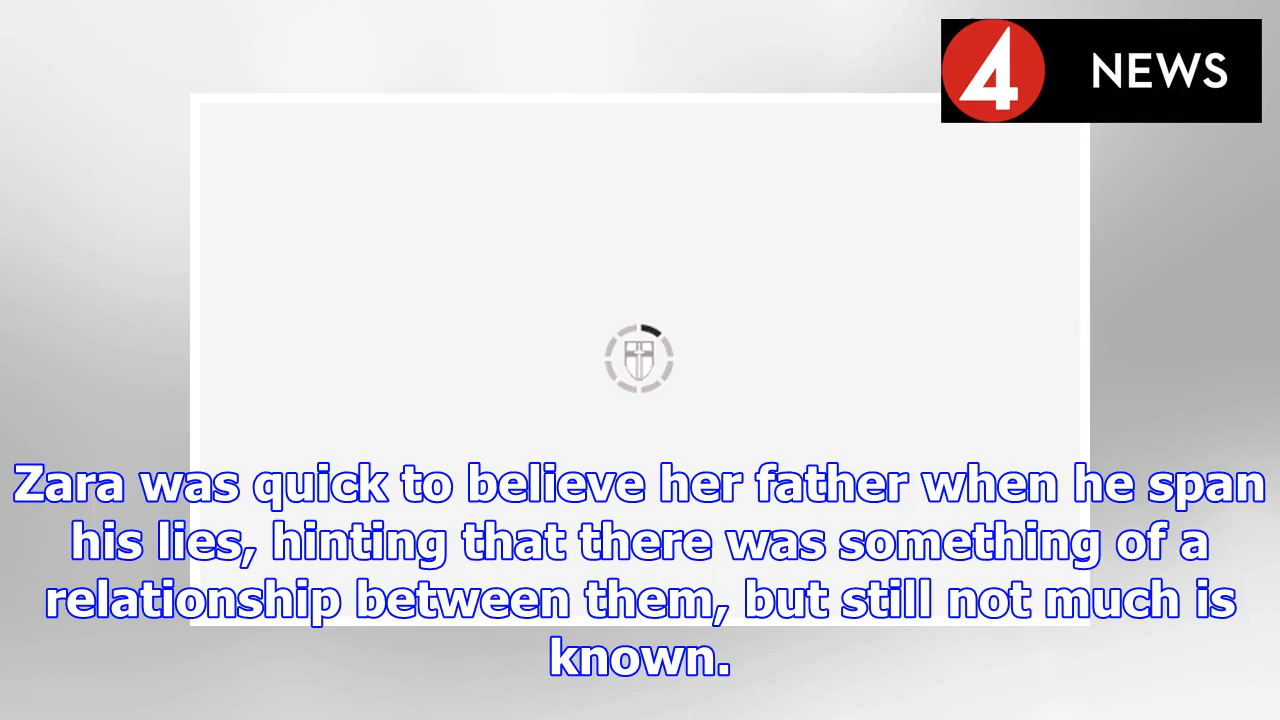 4 NEWS
Zara was quick to believe her father when he span
his lies, hinting that there was something of a
relationship between them, but still not much is
known.